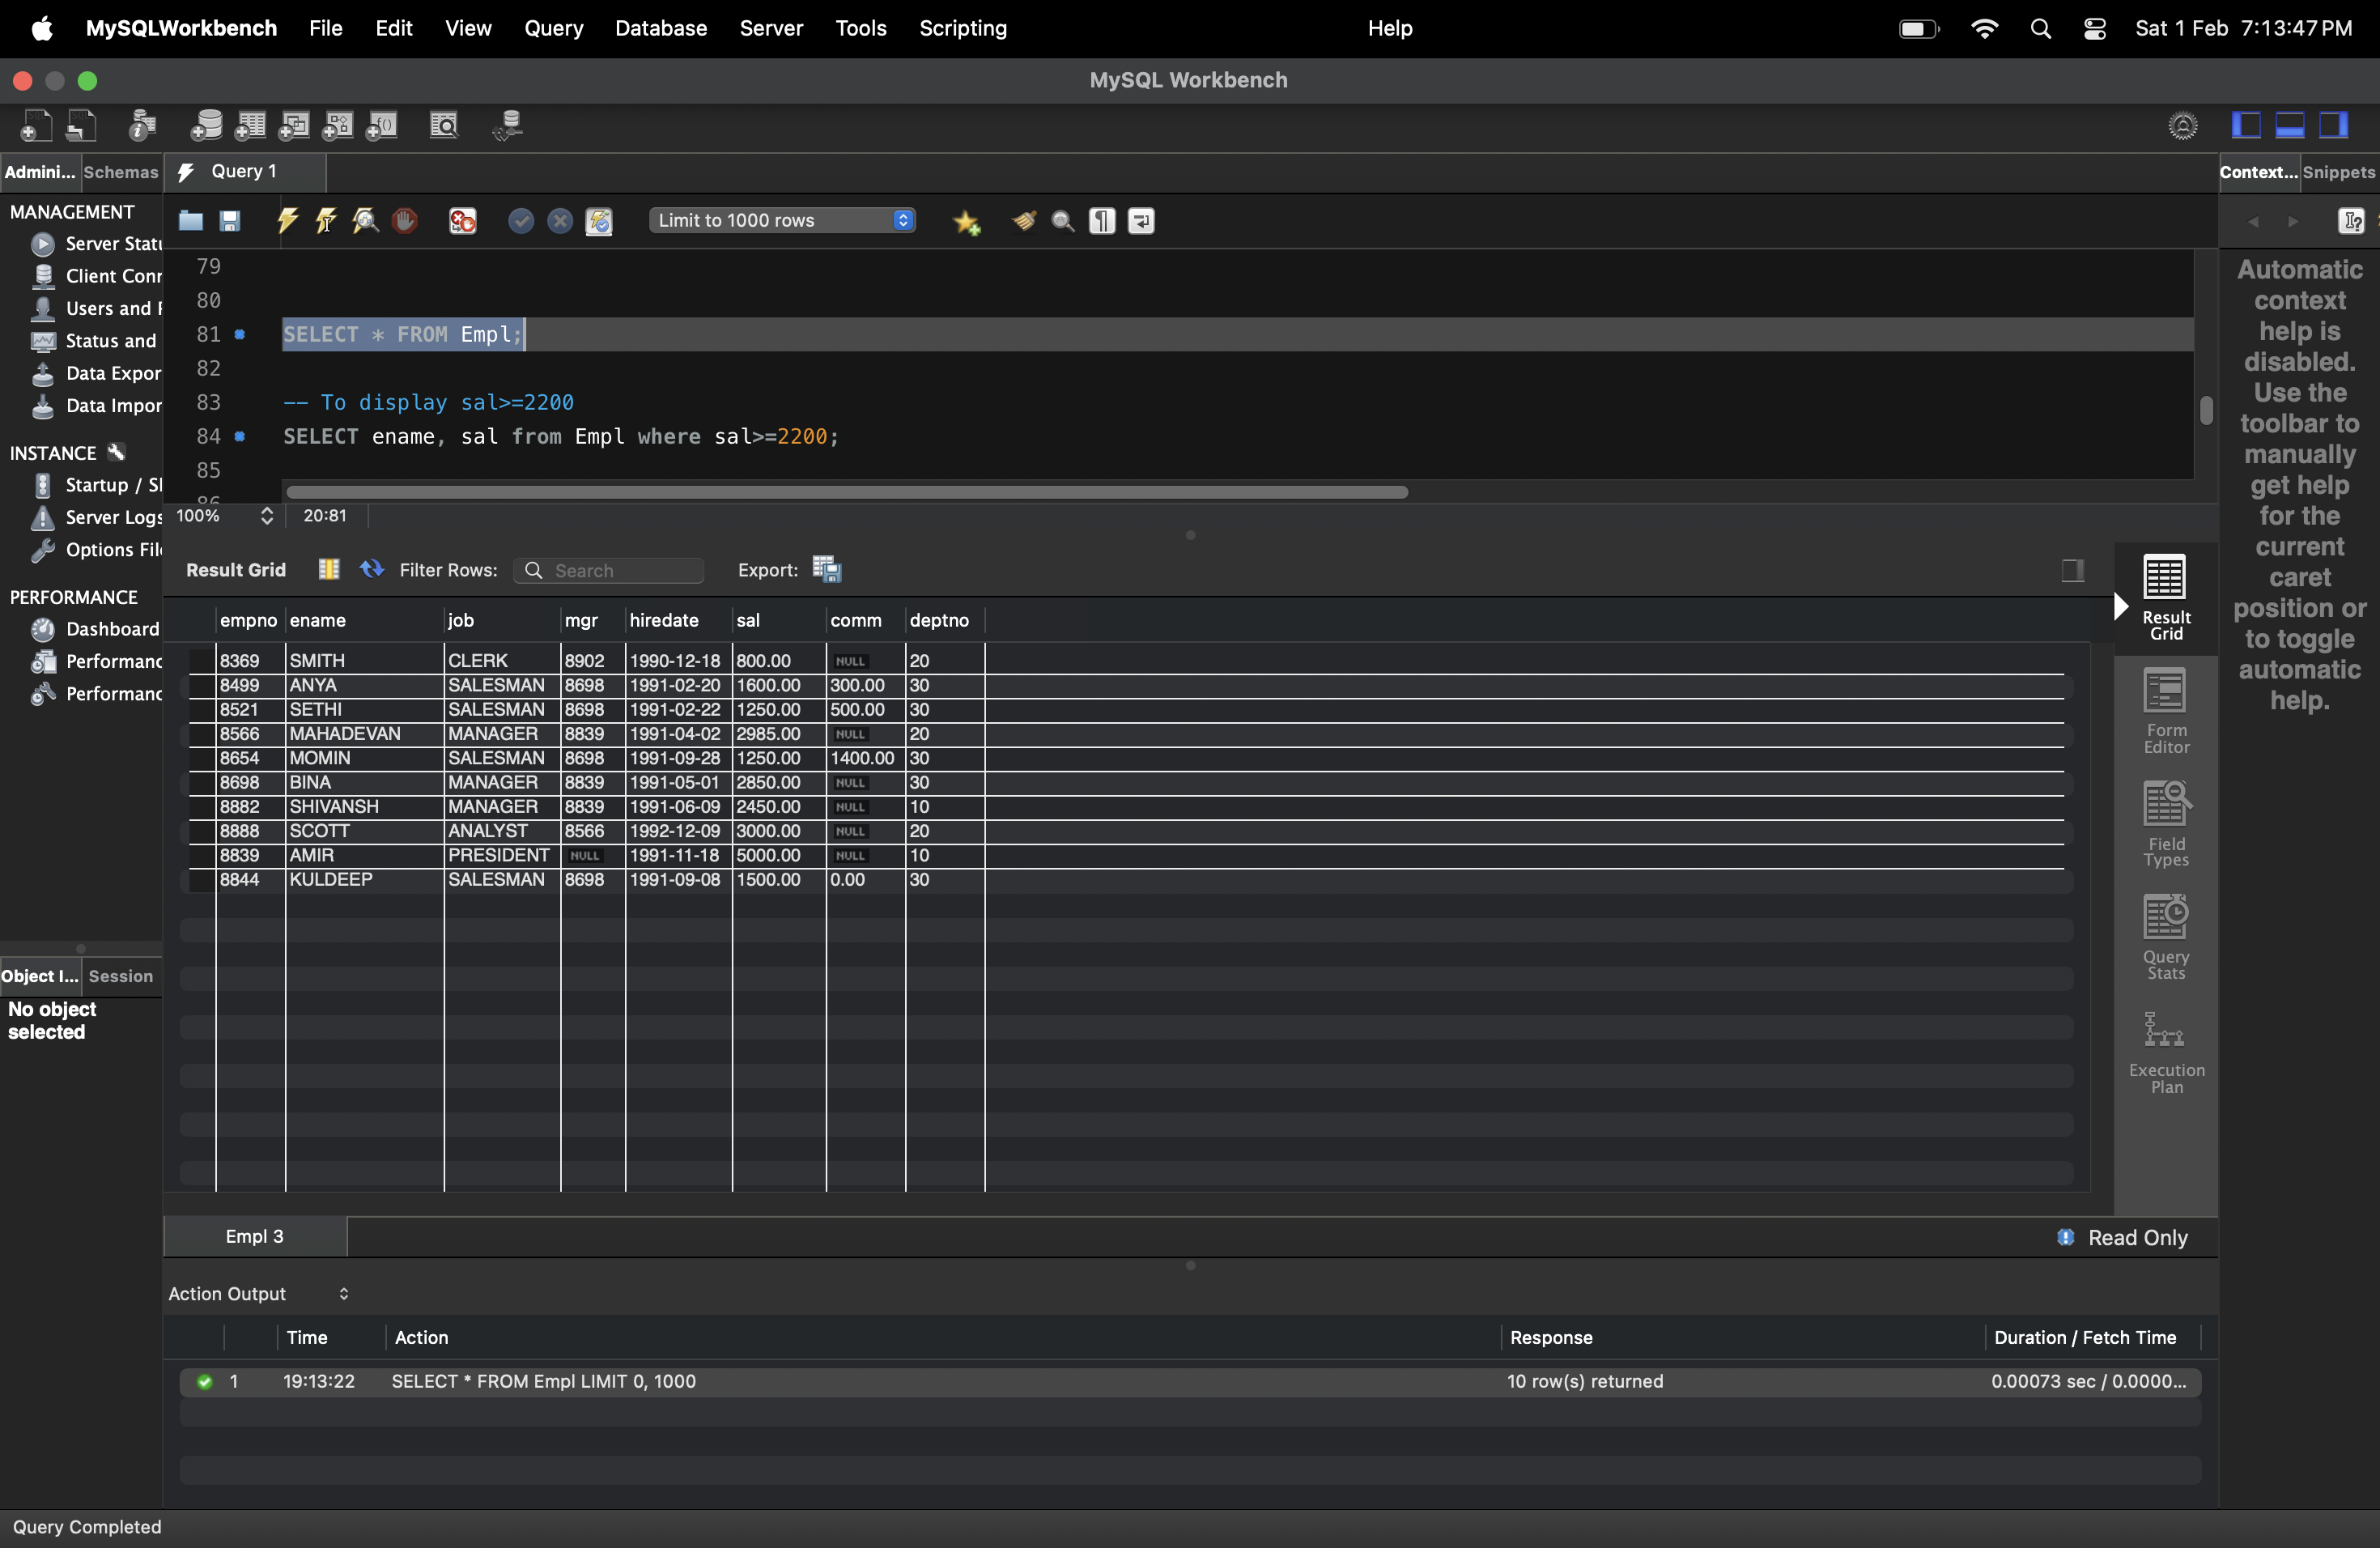 MySQLWorkbench File Edit View Query Database Server Tools Scripting Help Sat 1 Feb 7:13:47 PM
MySQL Workbench
Admini... Schemas Query 1 Context... Snippets
MANAGEMENT
Server Statu
Client Conn
Users and P
Status and
Data Expor
Data Impor
INSTANCE
Startup / Sh
Server Logs
Options File
PERFORMANCE
Dashboard
Performanc
Performanc
Object I... Session
No object
selected
Limit to 1000 rows
79
80
81 SELECT * FROM Empl;
82
83 -- To display sal>=2200
84 SELECT ename, sal from Empl where sal>=2200;
85
86
100% 20:81
Result Grid Filter Rows: Search Export:
empno ename job mgr hiredate sal comm deptno
8369 SMITH CLERK 8902 1990-12-18 800.00 NULL 20
8499 ANYA SALESMAN 8698 1991-02-20 1600.00 300.00 30
8521 SETHI SALESMAN 8698 1991-02-22 1250.00 500.00 30
8566 MAHADEVAN MANAGER 8839 1991-04-02 2985.00 NULL 20
8654 MOMIN SALESMAN 8698 1991-09-28 1250.00 1400.00 30
8698 BINA MANAGER 8839 1991-05-01 2850.00 NULL 30
8882 SHIVANSH MANAGER 8839 1991-06-09 2450.00 NULL 10
8888 SCOTT ANALYST 8566 1992-12-09 3000.00 NULL 20
8839 AMIR PRESIDENT NULL 1991-11-18 5000.00 NULL 10
8844 KULDEEP SALESMAN 8698 1991-09-08 1500.00 0.00 30
Result
Grid
Form
Editor
Field
Types
Query
Stats
Execution
Plan
Automatic
context
help is
disabled.
Use the
toolbar to
manually
get help
for the
current
caret
position or
to toggle
automatic
help.
Empl 3 Read Only
Action Output
Time Action Response Duration / Fetch Time
1 19:13:22 SELECT * FROM Empl LIMIT 0, 1000 10 row(s) returned 0.00073 sec / 0.0000...
Query Completed